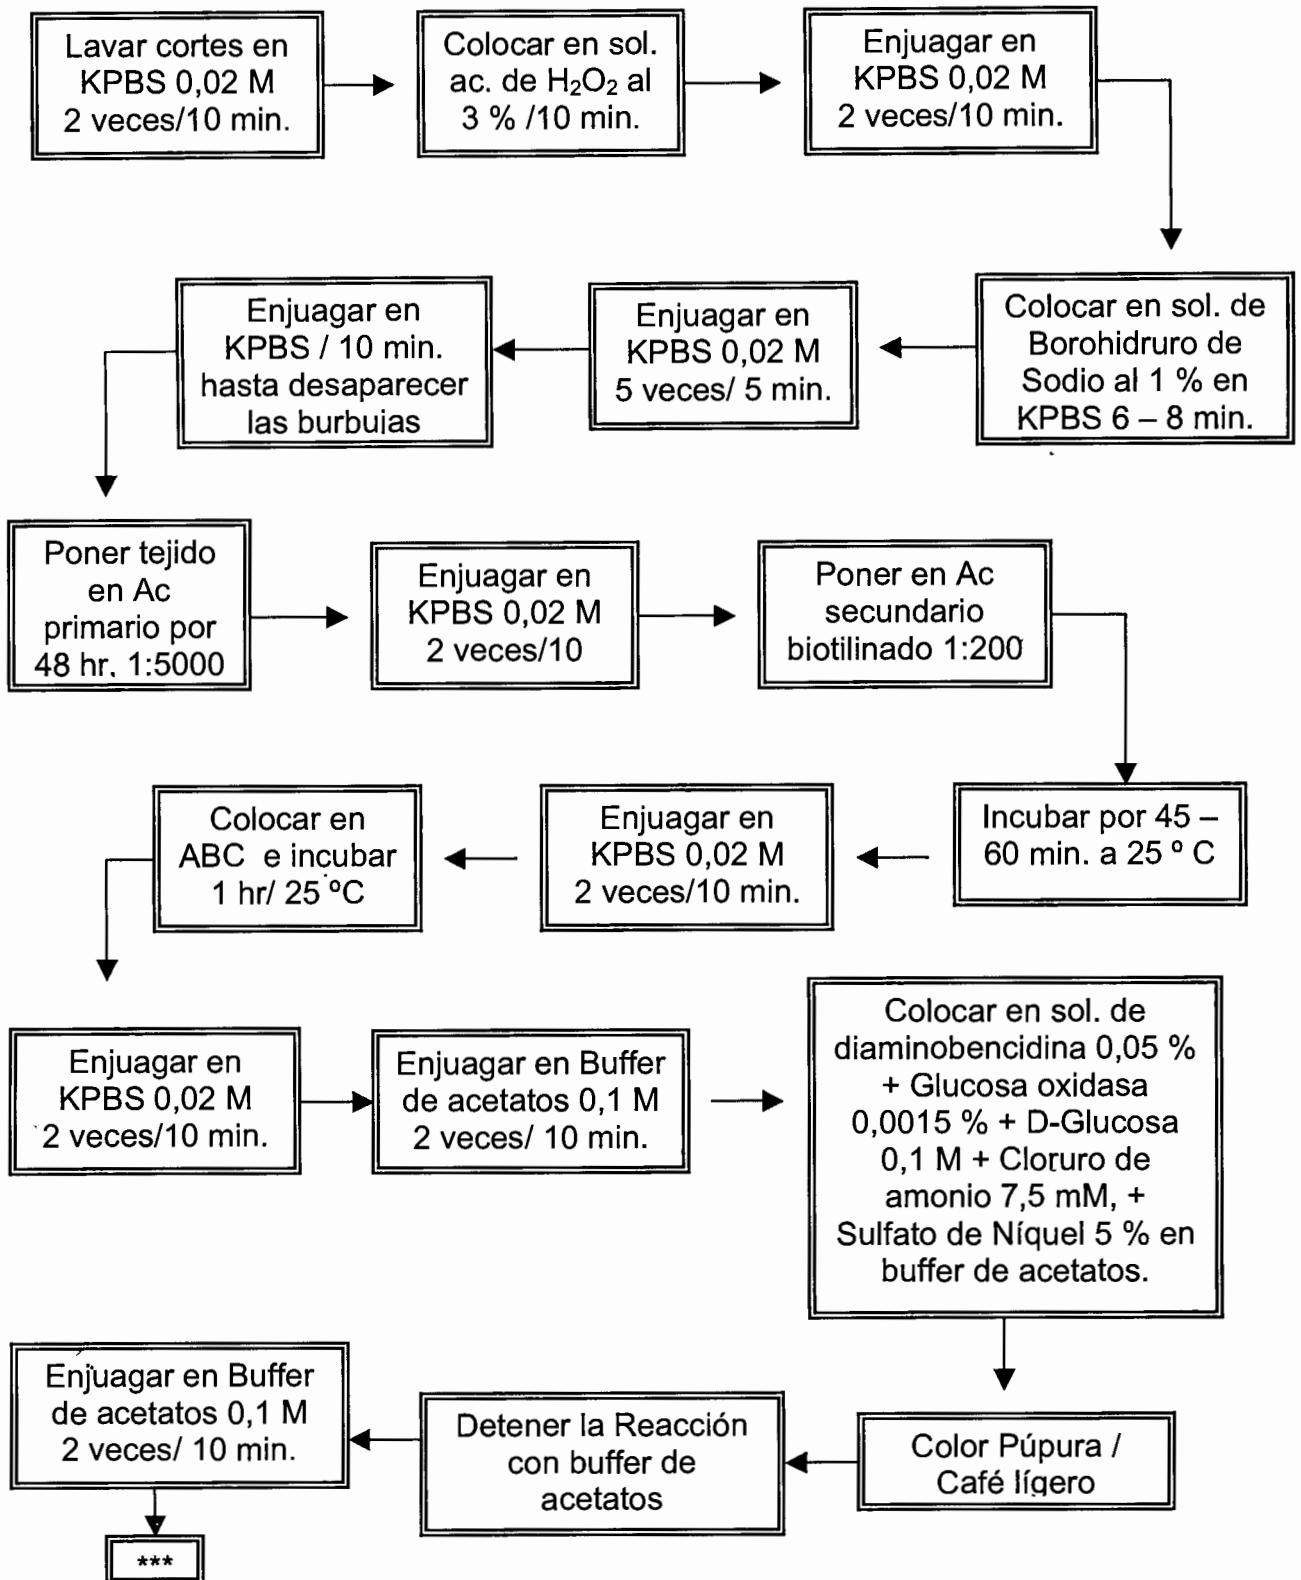 Lavar cortes en
KPBS 0,02 M
2 veces/10 min.
Colocar en sol.
ac. de H₂O₂ al
3 % /10 min.
Enjuagar en
KPBS 0,02 M
2 veces/10 min.
Colocar en sol. de
Borohidruro de
Sodio al 1 % en
KPBS 6 – 8 min.
Enjuagar en
KPBS 0,02 M
5 veces/ 5 min.
Enjuagar en
KPBS / 10 min.
hasta desaparecer
las burbujas
Poner tejido
en Ac
primario por
48 hr, 1:5000
Enjuagar en
KPBS 0,02 M
2 veces/10
Poner en Ac
secundario
biotilinado 1:200
Incubar por 45 –
60 min. a 25 º C
Enjuagar en
KPBS 0,02 M
2 veces/10 min.
Colocar en
ABC e incubar
1 hr/ 25 ºC
Enjuagar en
KPBS 0,02 M
2 veces/10 min.
Enjuagar en Buffer
de acetatos 0,1 M
2 veces/ 10 min.
Colocar en sol. de
diaminobencidina 0,05 %
+ Glucosa oxidasa
0,0015 % + D-Glucosa
0,1 M + Cloruro de
amonio 7,5 mM, +
Sulfato de Níquel 5 % en
buffer de acetatos.
Color Púpura /
Café lígero
Detener la Reacción
con buffer de
acetatos
Enjuagar en Buffer
de acetatos 0,1 M
2 veces/ 10 min.
***